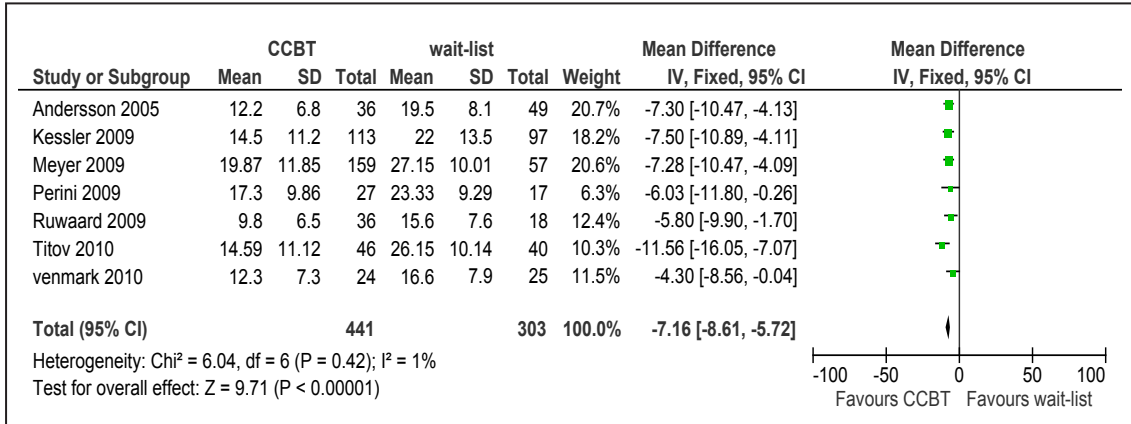 CCBT wait-list Mean Difference Mean Difference
Study or Subgroup Mean SD Total Mean SD Total Weight IV, Fixed, 95% CI IV, Fixed, 95% CI
Andersson 2005 12.2 6.8 36 19.5 8.1 49 20.7% -7.30 [-10.47, -4.13]
Kessler 2009 14.5 11.2 113 22 13.5 97 18.2% -7.50 [-10.89, -4.11]
Meyer 2009 19.87 11.85 159 27.15 10.01 57 20.6% -7.28 [-10.47, -4.09]
Perini 2009 17.3 9.86 27 23.33 9.29 17 6.3% -6.03 [-11.80, -0.26]
Ruwaard 2009 9.8 6.5 36 15.6 7.6 18 12.4% -5.80 [-9.90, -1.70]
Titov 2010 14.59 11.12 46 26.15 10.14 40 10.3% -11.56 [-16.05, -7.07]
venmark 2010 12.3 7.3 24 16.6 7.9 25 11.5% -4.30 [-8.56, -0.04]
Total (95% CI) 441 303 100.0% -7.16 [-8.61, -5.72]
Heterogeneity: Chi² = 6.04, df = 6 (P = 0.42); I² = 1%
Test for overall effect: Z = 9.71 (P < 0.00001)
-100 -50 0 50 100
Favours CCBT Favours wait-list